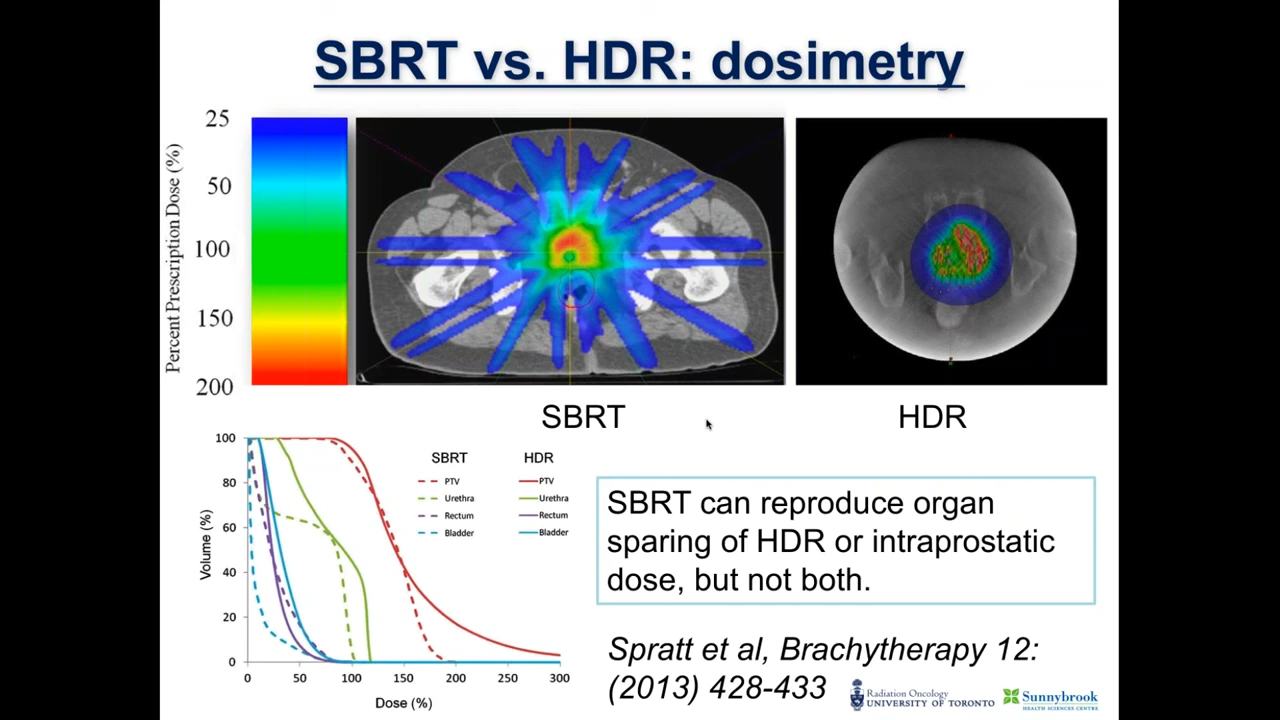 SBRT vs. HDR: dosimetry
Percent Prescription Dose (%)
25
50
100
150
200
SBRT
HDR
Volume (%)
100
80
60
40
20
0
0 50 100 150 200 250 300
Dose (%)
SBRT HDR
PTV PTV
Urethra Urethra
Rectum Rectum
Bladder Bladder
SBRT can reproduce organ
sparing of HDR or intraprostatic
dose, but not both.
Spratt et al, Brachytherapy 12:
(2013) 428-433
Radiation Oncology
UNIVERSITY OF TORONTO
Sunnybrook
HEALTH SCIENCES CENTRE